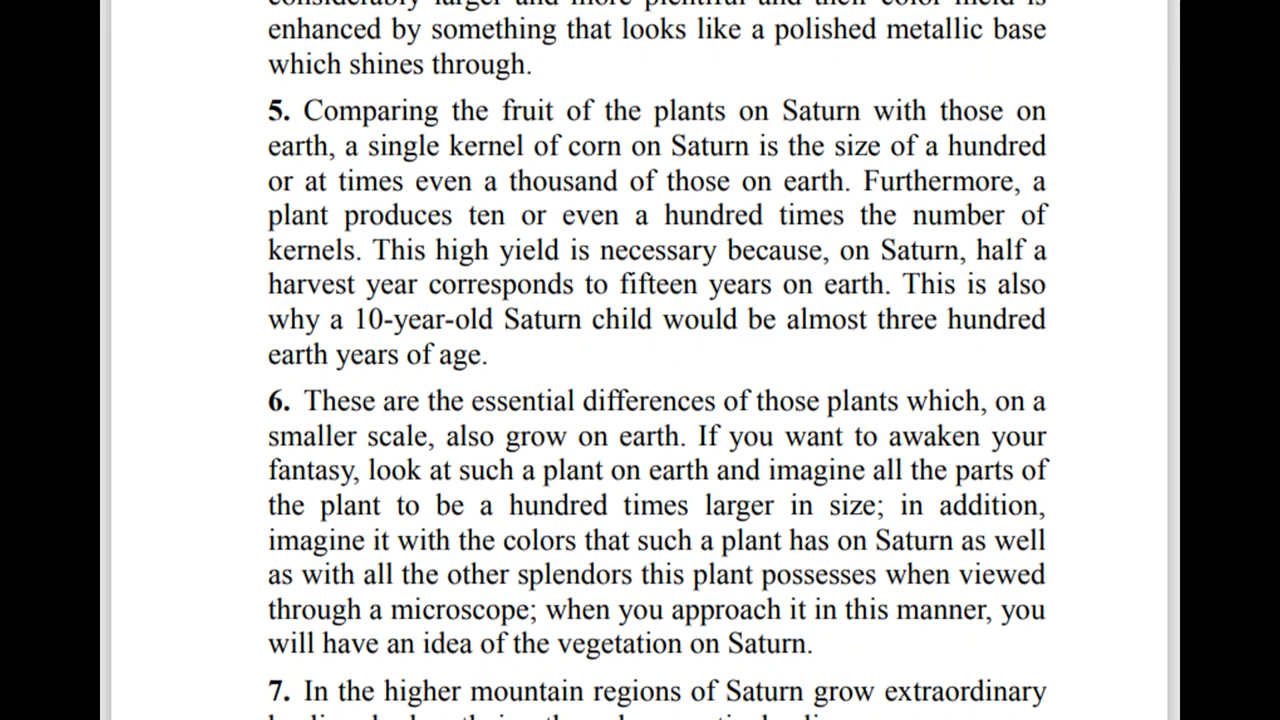 enhanced by something that looks like a polished metallic base
which shines through.
5. Comparing the fruit of the plants on Saturn with those on
earth, a single kernel of corn on Saturn is the size of a hundred
or at times even a thousand of those on earth. Furthermore, a
plant produces ten or even a hundred times the number of
kernels. This high yield is necessary because, on Saturn, half a
harvest year corresponds to fifteen years on earth. This is also
why a 10-year-old Saturn child would be almost three hundred
earth years of age.
6. These are the essential differences of those plants which, on a
smaller scale, also grow on earth. If you want to awaken your
fantasy, look at such a plant on earth and imagine all the parts of
the plant to be a hundred times larger in size; in addition,
imagine it with the colors that such a plant has on Saturn as well
as with all the other splendors this plant possesses when viewed
through a microscope; when you approach it in this manner, you
will have an idea of the vegetation on Saturn.
7. In the higher mountain regions of Saturn grow extraordinary